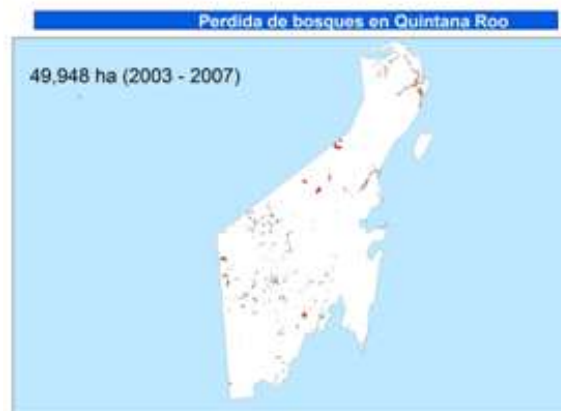 Perdida de bosques en Quintana Roo
49,948 ha (2003 - 2007)